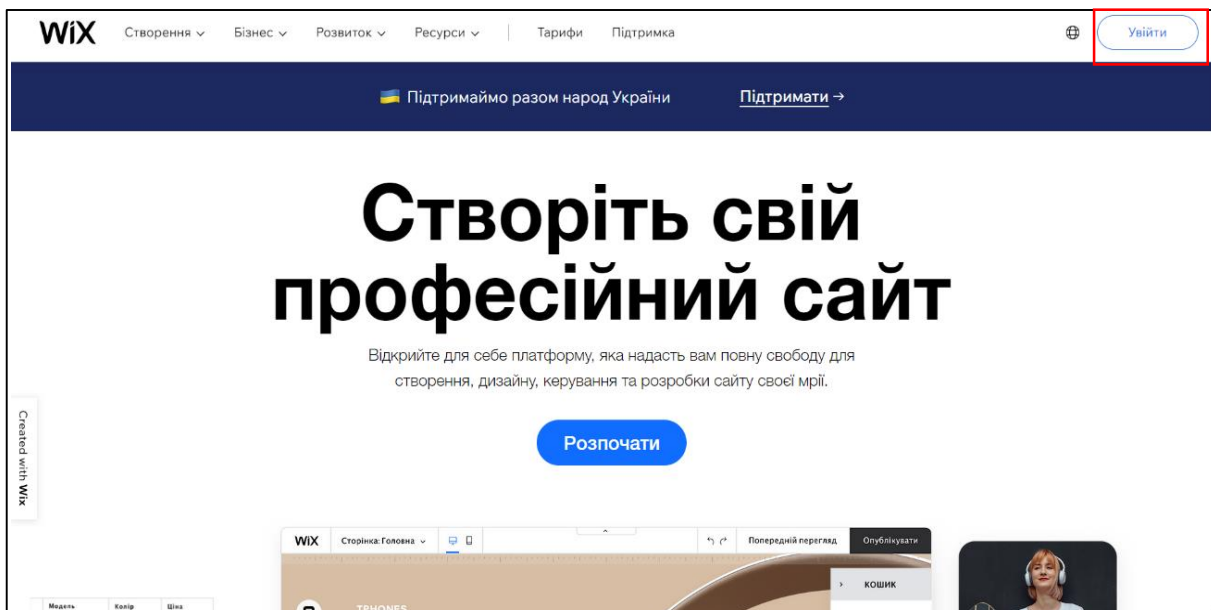 WiX Створення Бізнес Розвиток Ресурси Тарифи Підтримка Увійти
Підтримаймо разом народ України Підтримати →
Створіть свій
професійний сайт
Відкрийте для себе платформу, яка надасть вам повну свободу для
створення, дизайну, керування та розробки сайту своєї мрії.
Розпочати
Created with Wix
WiX Сторінка: Головна Попередній перегляд Опублікувати
КОШИК
Модель Колір Ціна
TPHONES